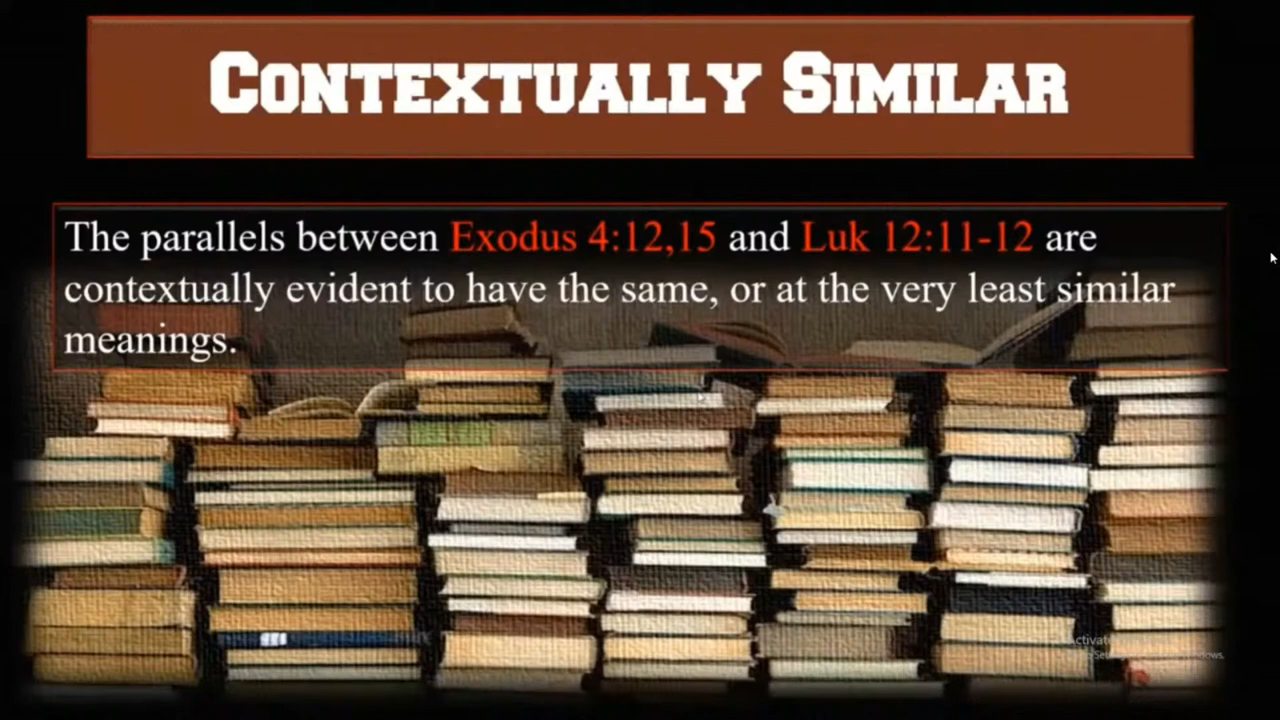 CONTEXTUALLY SIMILAR
The parallels between Exodus 4:12,15 and Luk 12:11-12 are
contextually evident to have the same, or at the very least similar
meanings.
Activate